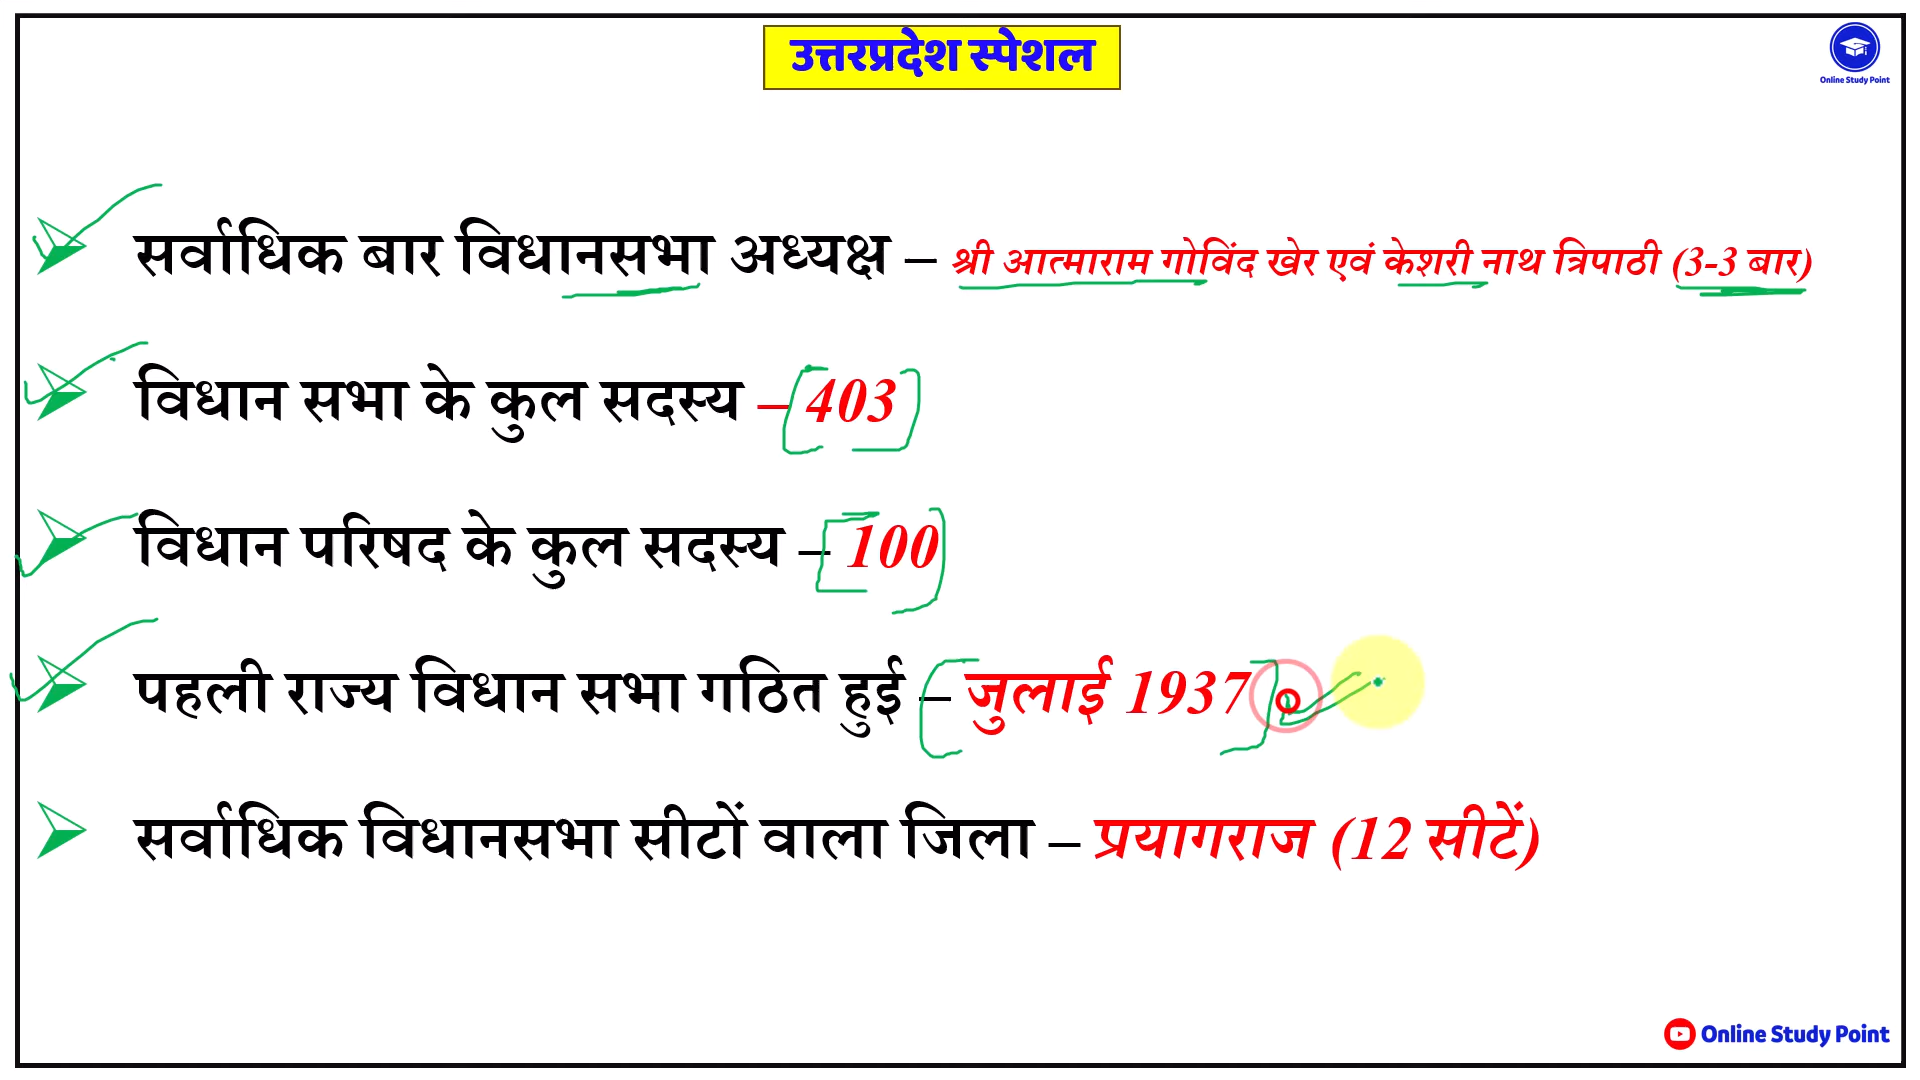 उत्तरप्रदेश स्पेशल
Online Study Point
सर्वाधिक बार विधानसभा अध्यक्ष – श्री आत्माराम गोविंद खेर एवं केशरी नाथ त्रिपाठी (3-3 बार)
विधान सभा के कुल सदस्य – 403
विधान परिषद के कुल सदस्य – 100
पहली राज्य विधान सभा गठित हुई – जुलाई 1937
सर्वाधिक विधानसभा सीटों वाला जिला – प्रयागराज (12 सीटें)
Online Study Point